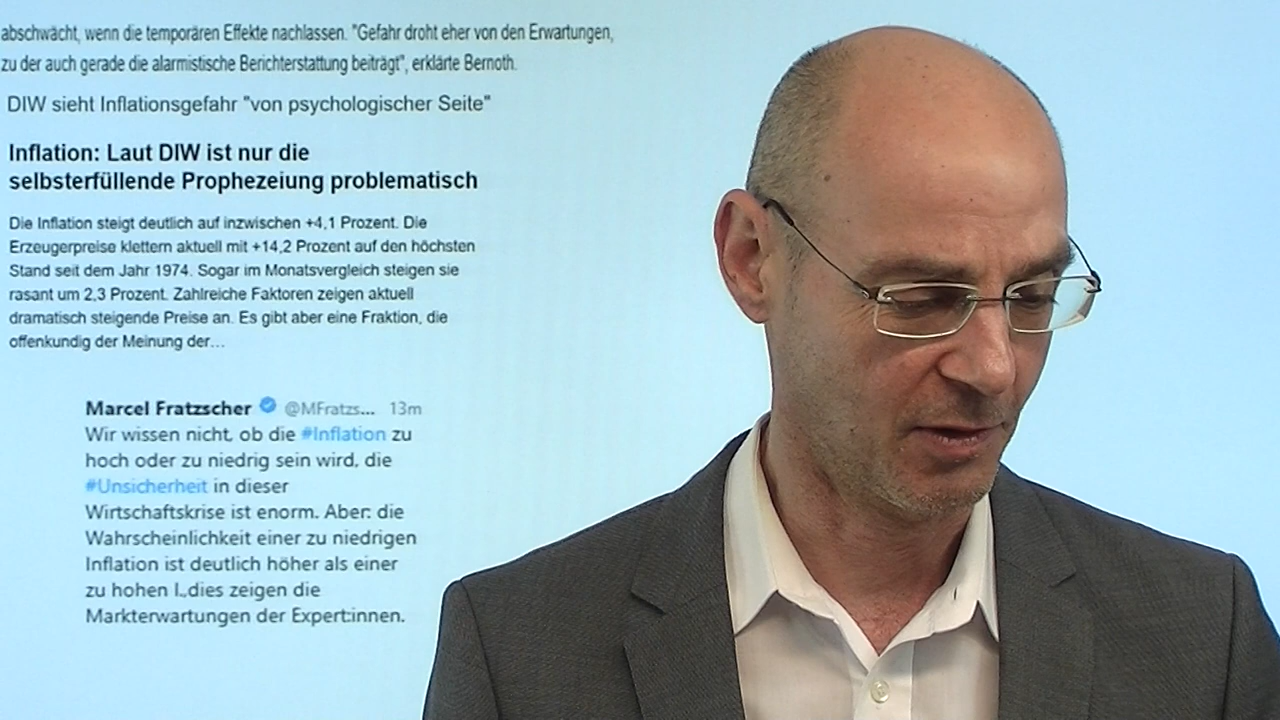 abschwächt, wenn die temporären Effekte nachlassen. "Gefahr droht eher von den Erwartungen,
zu der auch gerade die alarmistische Berichterstattung beiträgt", erklärte Bernoth.
DIW sieht Inflationsgefahr "von psychologischer Seite"
Inflation: Laut DIW ist nur die
selbsterfüllende Prophezeiung problematisch
Die Inflation steigt deutlich auf inzwischen +4,1 Prozent. Die
Erzeugerpreise klettern aktuell mit +14,2 Prozent auf den höchsten
Stand seit dem Jahr 1974. Sogar im Monatsvergleich steigen sie
rasant um 2,3 Prozent. Zahlreiche Faktoren zeigen aktuell
dramatisch steigende Preise an. Es gibt aber eine Fraktion, die
offenkundig der Meinung der...
Marcel Fratzscher @MFratzs... 13m
Wir wissen nicht, ob die #Inflation zu
hoch oder zu niedrig sein wird, die
#Unsicherheit in dieser
Wirtschaftskrise ist enorm. Aber: die
Wahrscheinlichkeit einer zu niedrigen
Inflation ist deutlich höher als einer
zu hohen I.,dies zeigen die
Markterwartungen der Expert:innen.